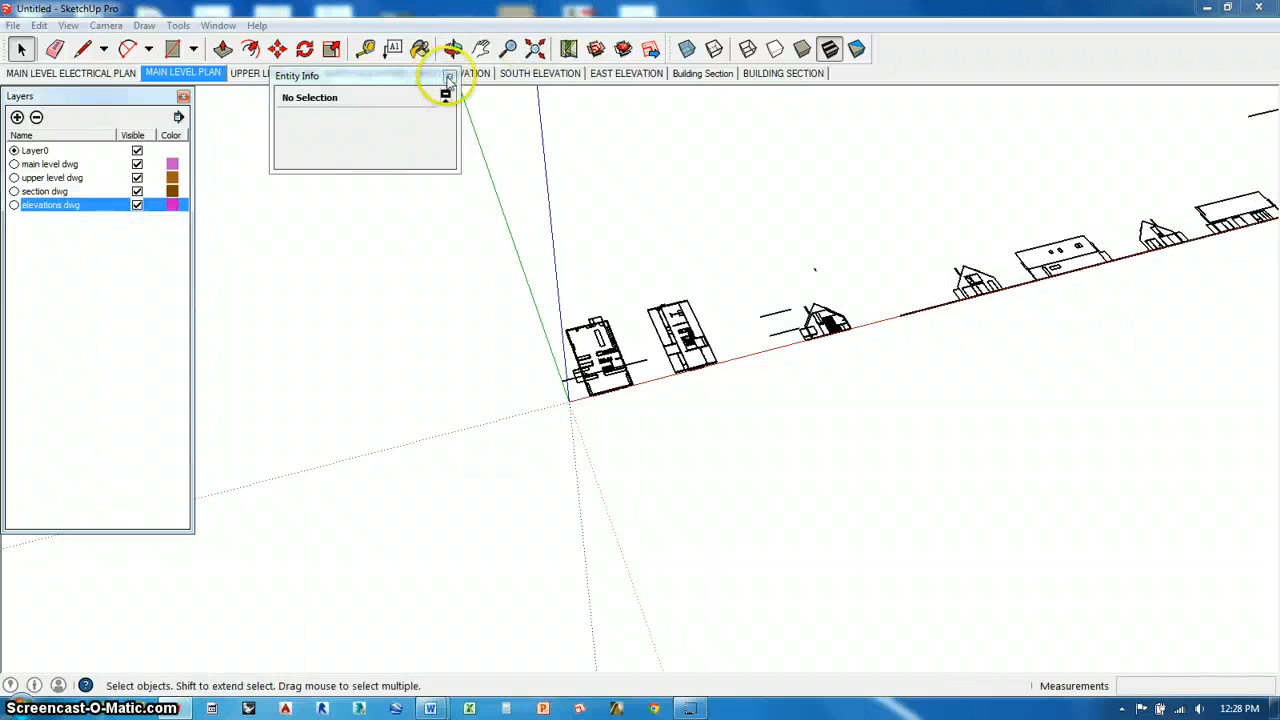 Untitled - SketchUp Pro
File Edit View Camera Draw Tools Window Help
A1
MAIN LEVEL ELECTRICAL PLAN MAIN LEVEL PLAN UPPER L EVATION SOUTH ELEVATION EAST ELEVATION Building Section BUILDING SECTION
Entity Info
No Selection
Layers
Name Visible Color
Layer0
main level dwg
upper level dwg
section dwg
elevations dwg
Select objects. Shift to extend select. Drag mouse to select multiple.
Measurements
Screencast-O-Matic.com
12:28 PM